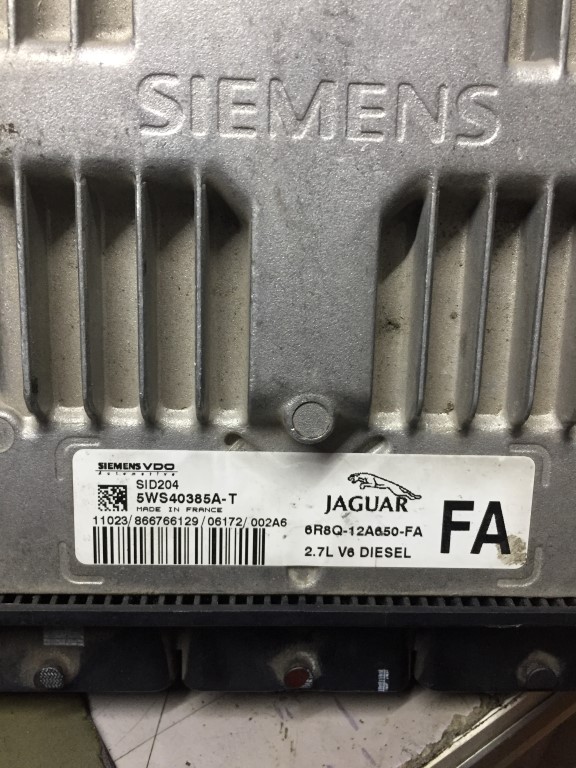 SIEMENS
SIEMENS VDO
Automotive
SID204
5WS40385A-T
MADE IN FRANCE
11023/866766129/06172/002A6
JAGUAR
6R8Q-12A650-FA
2.7L V6 DIESEL
FA